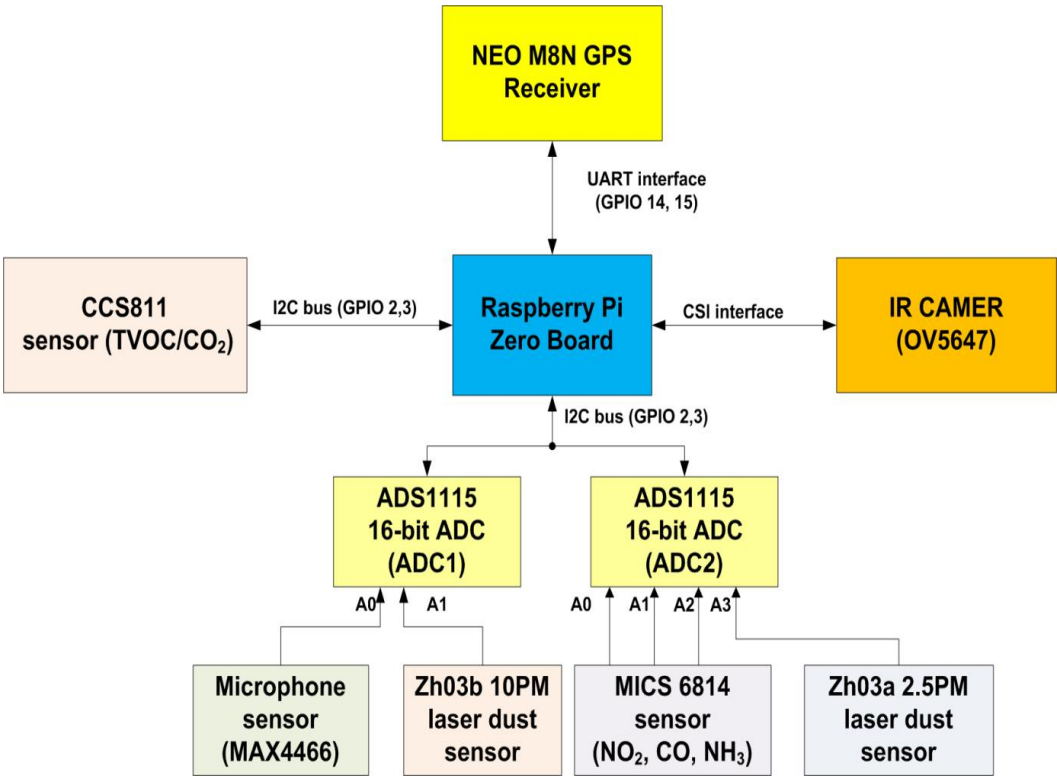 NEO M8N GPS
Receiver
UART interface
(GPIO 14, 15)
CCS811
sensor (TVOC/CO₂)
I2C bus (GPIO 2,3)
Raspberry Pi
Zero Board
CSI interface
IR CAMER
(OV5647)
I2C bus (GPIO 2,3)
ADS1115
16-bit ADC
(ADC1)
ADS1115
16-bit ADC
(ADC2)
A0
A1
A0
A1
A2
A3
Microphone
sensor
(MAX4466)
Zh03b 10PM
laser dust
sensor
MICS 6814
sensor
(NO₂, CO, NH₃)
Zh03a 2.5PM
laser dust
sensor